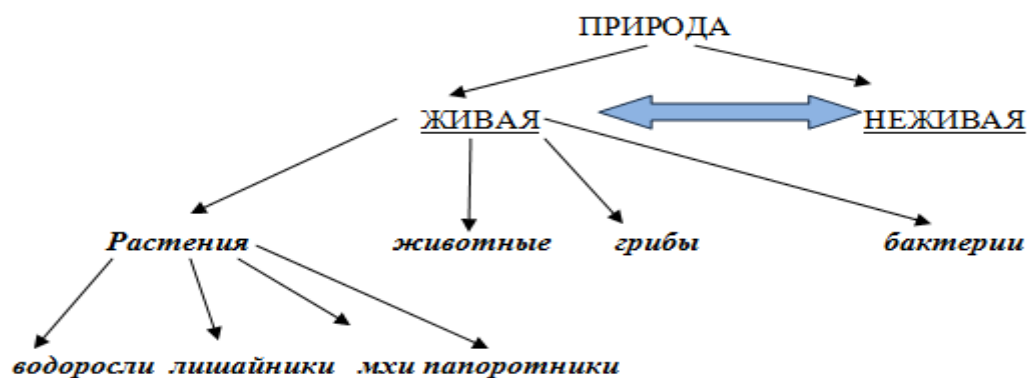 ПРИРОДА
ЖИВАЯ НЕЖИВАЯ
Растения животные грибы бактерии
водоросли лишайники мхи папоротники